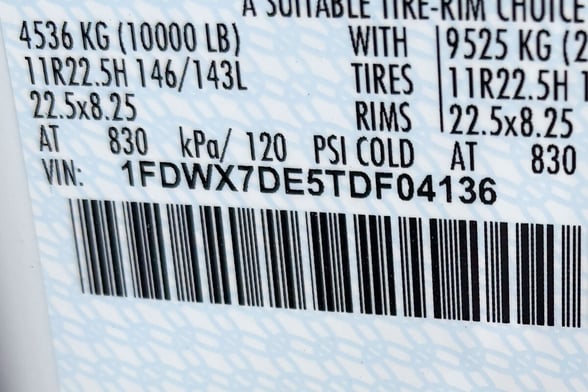 A SUITABLE TIRE-RIM CHOICE
4536 KG (10000 LB) WITH 9525 KG (2
11R22.5H 146/143L TIRES 11R22.5H 1
22.5x8.25 RIMS 22.5x8.25
AT 830 kPa/ 120 PSI COLD AT 830
VIN: 1FDWX7DE5TDF04136